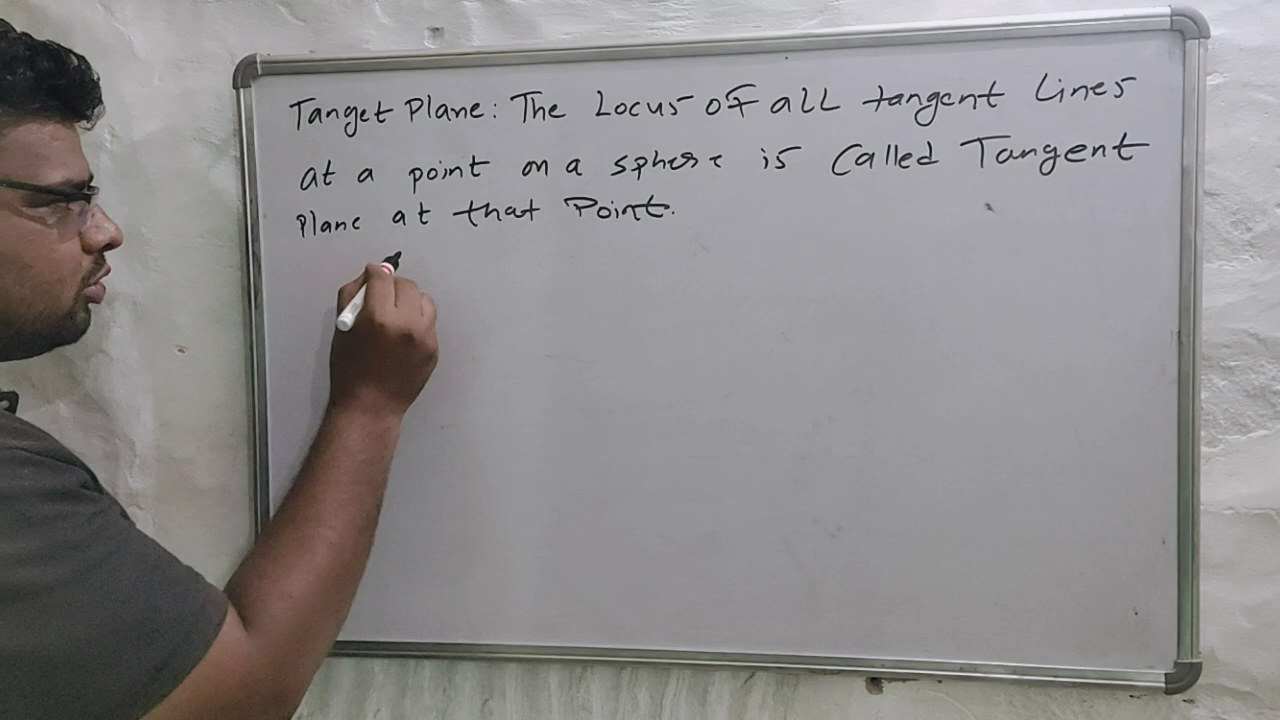 Tanget Plane: The Locus of all tangent Lines
at a point on a sphere is Called Tangent
Plane at that Point.